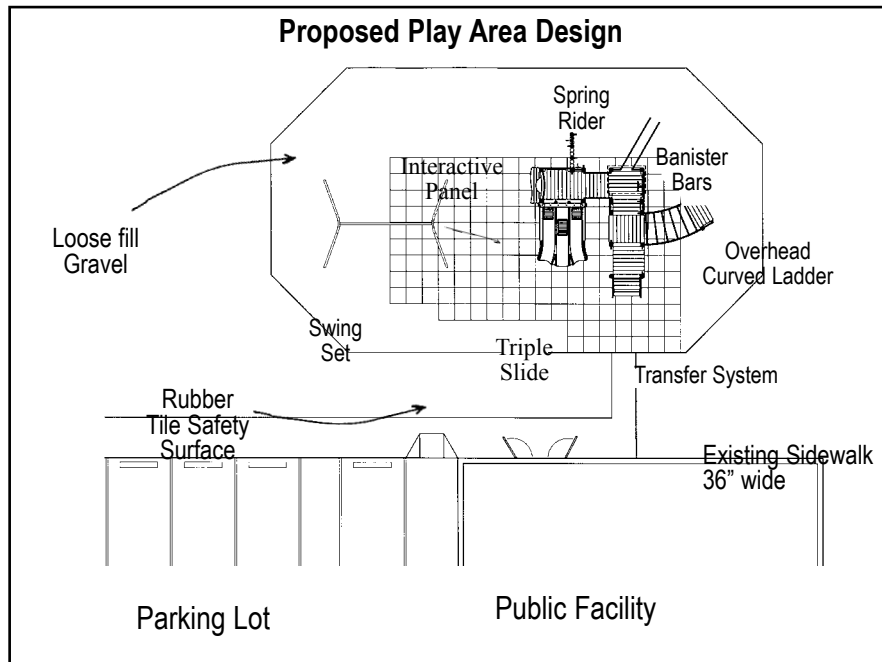 Proposed Play Area Design
Spring
Rider
Interactive
Panel
Banister
Bars
Loose fill
Gravel
Overhead
Curved Ladder
Swing
Set
Triple
Slide
Transfer System
Rubber
Tile Safety
Surface
Existing Sidewalk
36” wide
Parking Lot
Public Facility